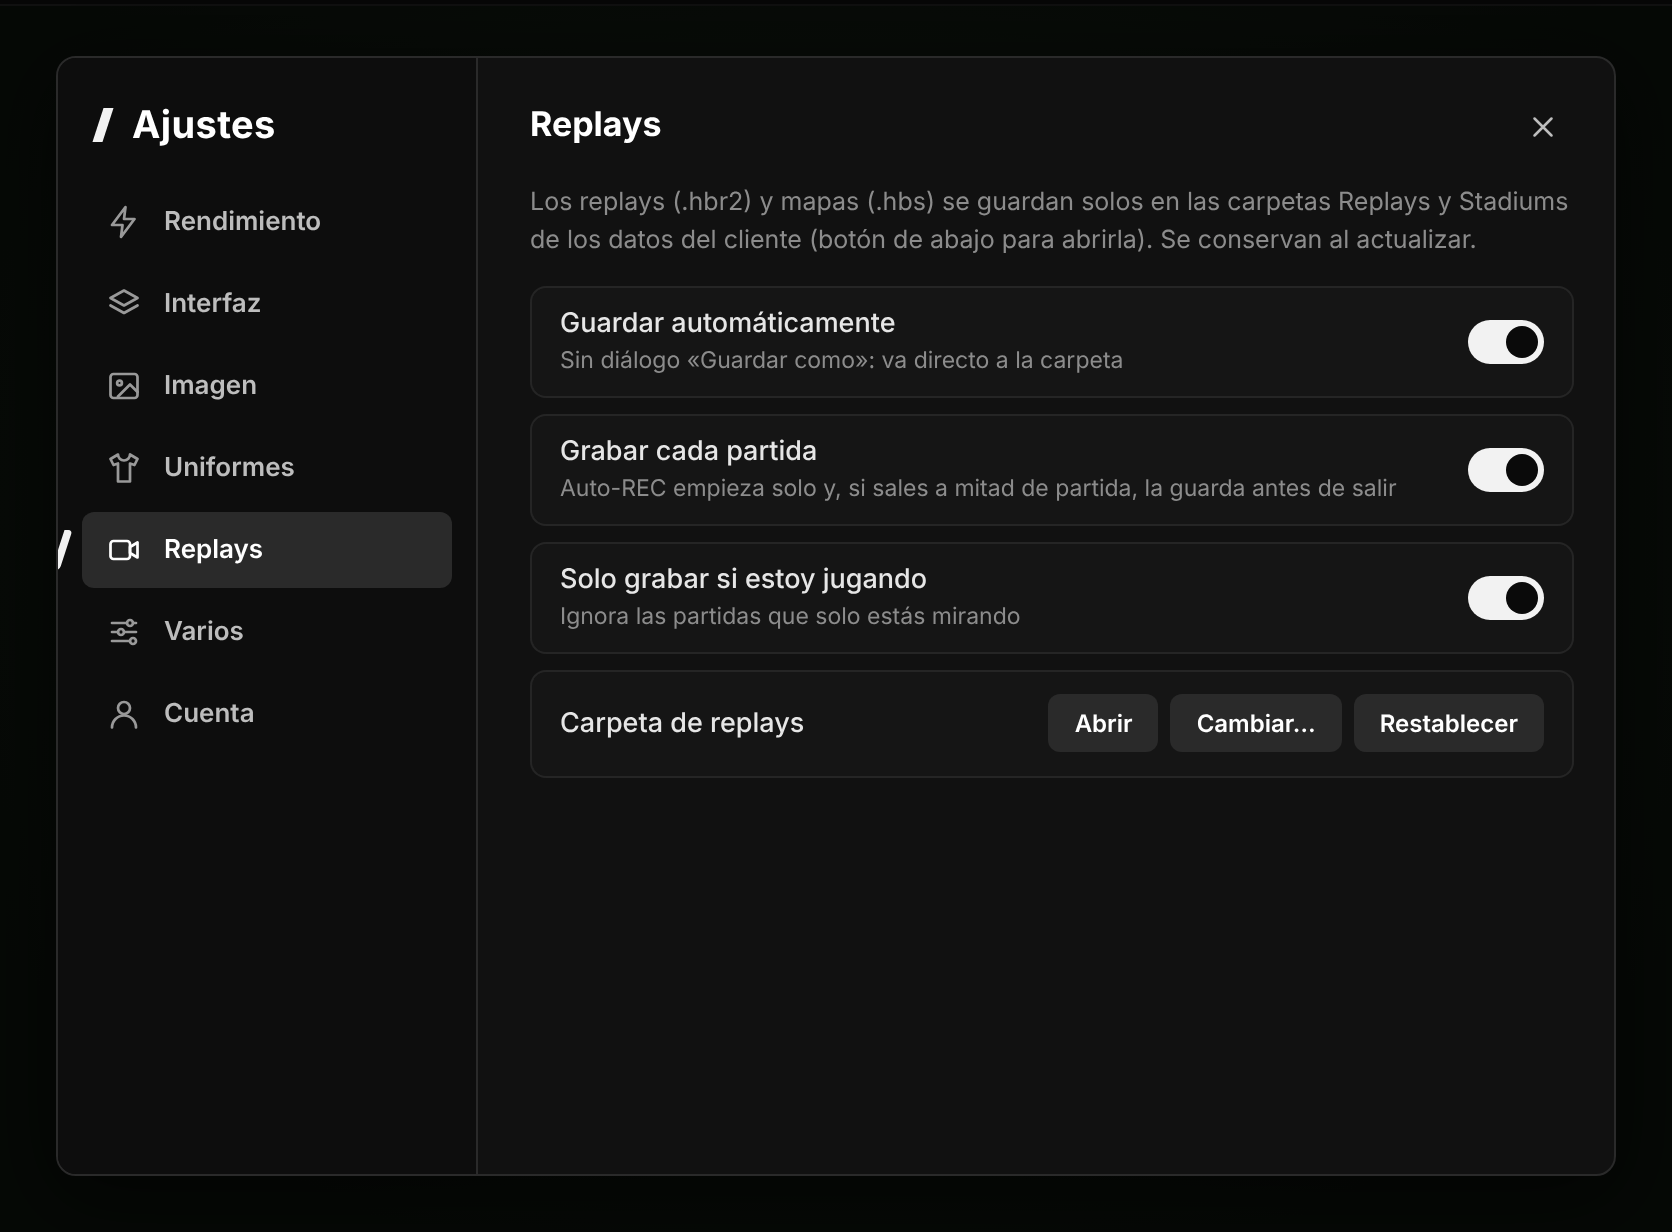 Ajustes
Rendimiento
Interfaz
Imagen
Uniformes
Replays
Varios
Cuenta
Replays
Los replays (.hbr2) y mapas (.hbs) se guardan solos en las carpetas Replays y Stadiums
de los datos del cliente (botón de abajo para abrirla). Se conservan al actualizar.
Guardar automáticamente
Sin diálogo «Guardar como»: va directo a la carpeta
Grabar cada partida
Auto-REC empieza solo y, si sales a mitad de partida, la guarda antes de salir
Solo grabar si estoy jugando
Ignora las partidas que solo estás mirando
Carpeta de replays
Abrir
Cambiar...
Restablecer